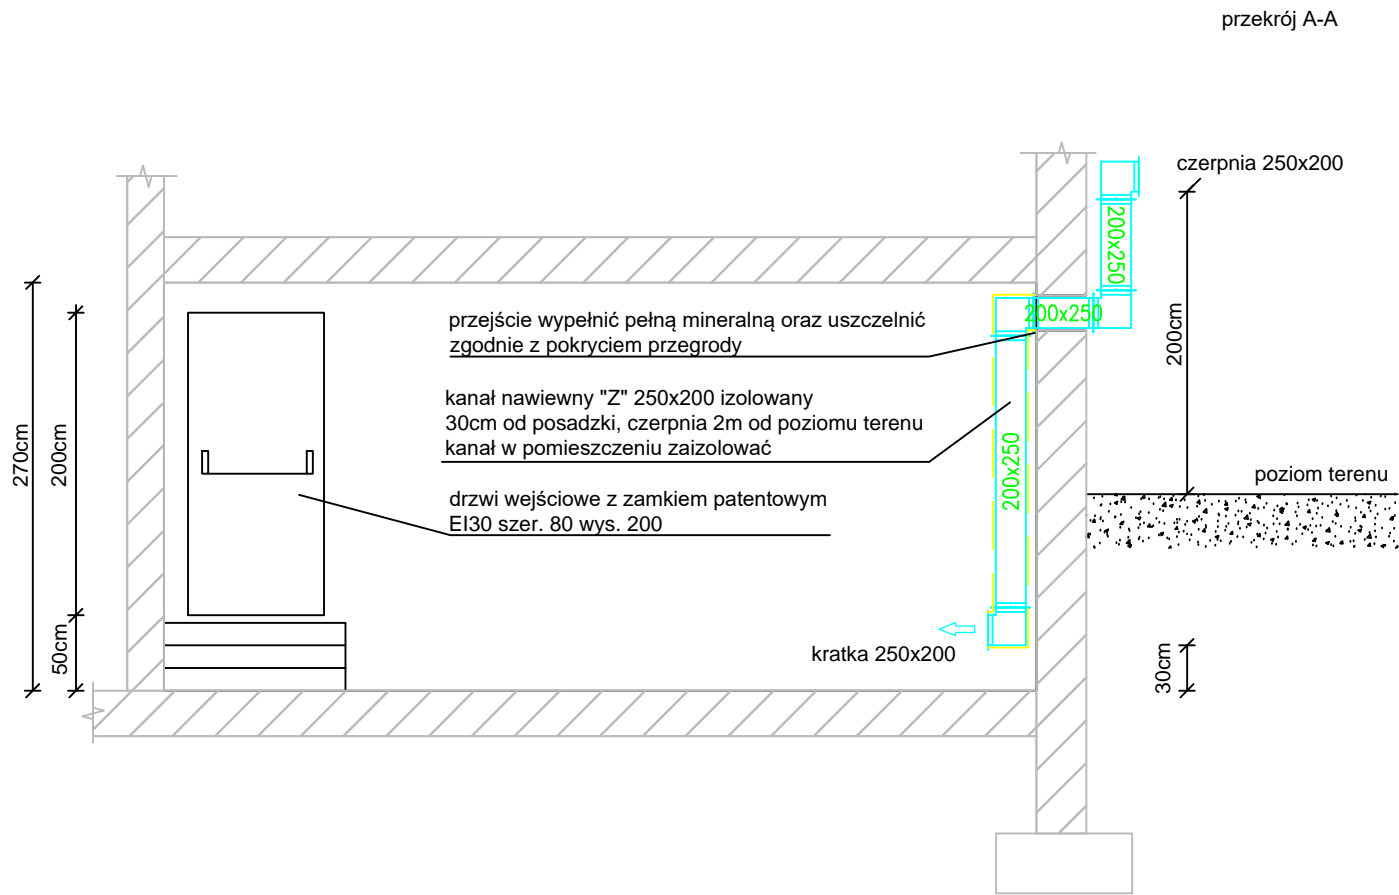 przekrój A-A
czerpnia 250x200
200x250
200x250
200cm
przejście wypełnić pełną mineralną oraz uszczelnić
zgodnie z pokryciem przegrody
kanał nawiewny "Z" 250x200 izolowany
30cm od posadzki, czerpnia 2m od poziomu terenu
kanał w pomieszczeniu zaizolować
200x250
270cm
200cm
poziom terenu
drzwi wejściowe z zamkiem patentowym
EI30 szer. 80 wys. 200
50cm
kratka 250x200
30cm